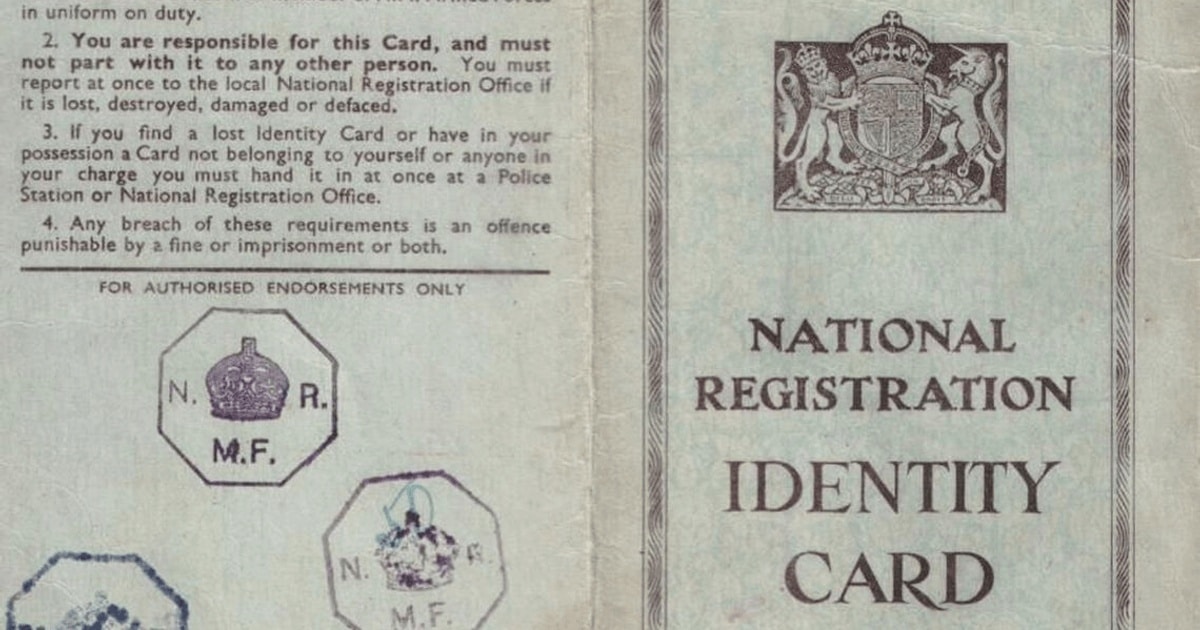 in uniform on duty.
2. You are responsible for this Card, and must
not part with it to any other person. You must
report at once to the local National Registration Office if
it is lost, destroyed, damaged or defaced.
3. If you find a lost Identity Card or have in your
possession a Card not belonging to yourself or anyone in
your charge you must hand it in at once at a Police
Station or National Registration Office.
4. Any breach of these requirements is an offence
punishable by a fine or imprisonment or both.
FOR AUTHORISED ENDORSEMENTS ONLY
N. R.
M.F.
N. R.
M.F.
NATIONAL
REGISTRATION
IDENTITY
CARD